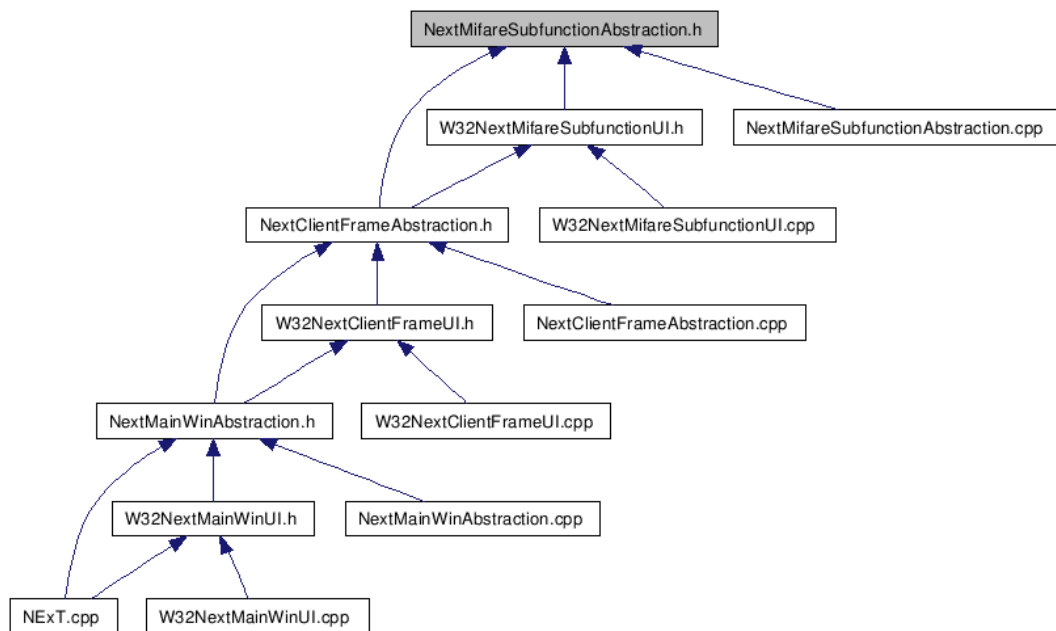 NextMifareSubfunctionAbstraction.h
W32NextMifareSubfunctionUI.h
NextMifareSubfunctionAbstraction.cpp
NextClientFrameAbstraction.h
W32NextMifareSubfunctionUI.cpp
W32NextClientFrameUI.h
NextClientFrameAbstraction.cpp
NextMainWinAbstraction.h
W32NextClientFrameUI.cpp
W32NextMainWinUI.h
NextMainWinAbstraction.cpp
NExT.cpp
W32NextMainWinUI.cpp